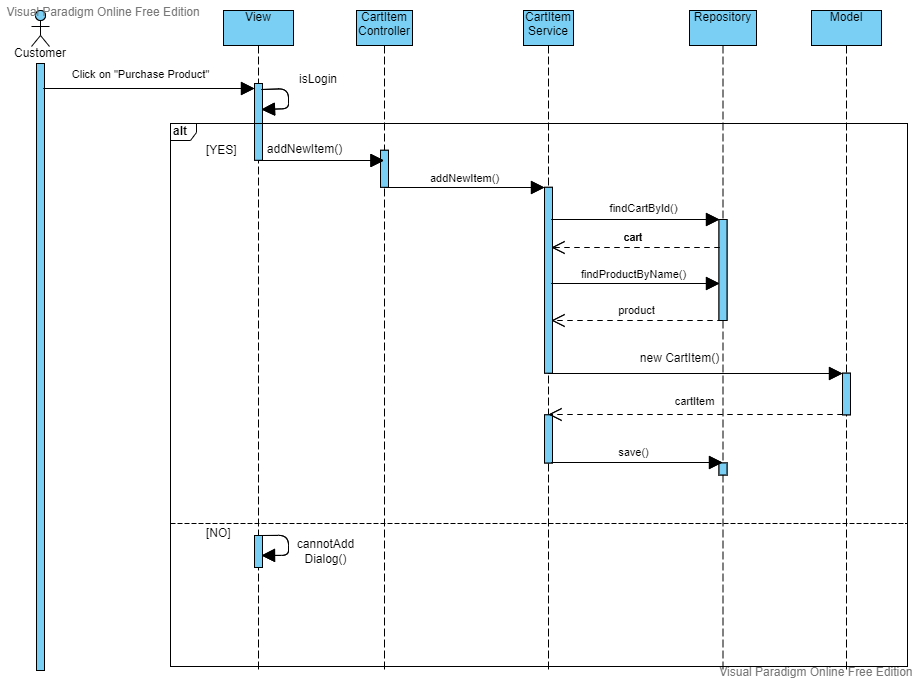 Visual Paradigm Online Free Edition
View
CartItem
Controller
CartItem
Service
Repository
Model
Customer
Click on "Purchase Product"
isLogin
alt
[YES]
addNewItem()
addNewItem()
findCartById()
cart
findProductByName()
product
new CartItem()
cartItem
save()
[NO]
cannotAdd
Dialog()
Visual Paradigm Online Free Edition